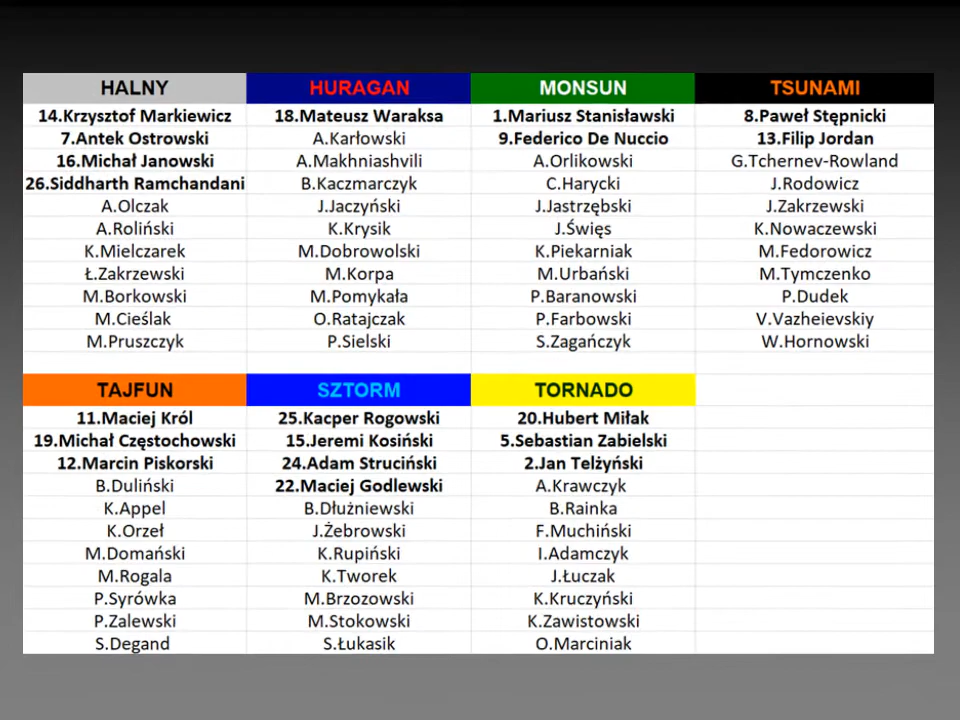 HALNY HURAGAN MONSUN TSUNAMI
14.Krzysztof Markiewicz 18.Mateusz Waraksa 1.Mariusz Stanisławski 8.Paweł Stępnicki
7.Antek Ostrowski A.Karłowski 9.Federico De Nuccio 13.Filip Jordan
16.Michał Janowski A.Makhniashvili A.Orlikowski G.Tchernev-Rowland
26.Siddharth Ramchandani B.Kaczmarczyk C.Harycki J.Rodowicz
A.Olczak J.Jaczyński J.Jastrzębski J.Zakrzewski
A.Roliński K.Krysik J.Święs K.Nowaczewski
K.Mielczarek M.Dobrowolski K.Piekarniak M.Fedorowicz
Ł.Zakrzewski M.Korpa M.Urbański M.Tymczenko
M.Borkowski M.Pomykała P.Baranowski P.Dudek
M.Cieślak O.Ratajczak P.Farbowski V.Vazheievskiy
M.Pruszczyk P.Sielski S.Zagańczyk W.Hornowski
TAJFUN SZTORM TORNADO
11.Maciej Król 25.Kacper Rogowski 20.Hubert Miłak
19.Michał Częstochowski 15.Jeremi Kosiński 5.Sebastian Zabielski
12.Marcin Piskorski 24.Adam Struciński 2.Jan Telżyński
B.Duliński 22.Maciej Godlewski A.Krawczyk
K.Appel B.Dłużniewski B.Rainka
K.Orzeł J.Żebrowski F.Muchiński
M.Domański K.Rupiński I.Adamczyk
M.Rogala K.Tworek J.Łuczak
P.Syrówka M.Brzozowski K.Kruczyński
P.Zalewski M.Stokowski K.Zawistowski
S.Degand S.Łukasik O.Marciniak